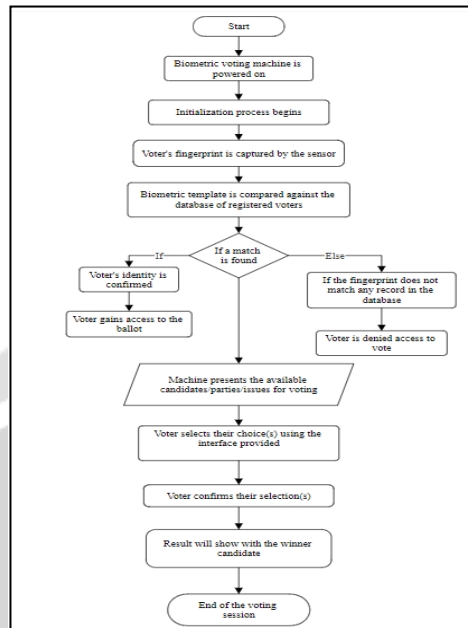 Start
Biometric voting machine is
powered on
Initialization process begins
Voter's fingerprint is captured by the sensor
Biometric template is compared against the
database of registered voters
If a match
is found
If
Else
Voter's identity is
confirmed
If the fingerprint does not
match any record in the
database
Voter gains access to the
ballot
Voter is denied access to
vote
Machine presents the available
candidates/parties/issues for voting
Voter selects their choice(s) using the
interface provided
Voter confirms their selection(s)
Result will show with the winner
candidate
End of the voting
session